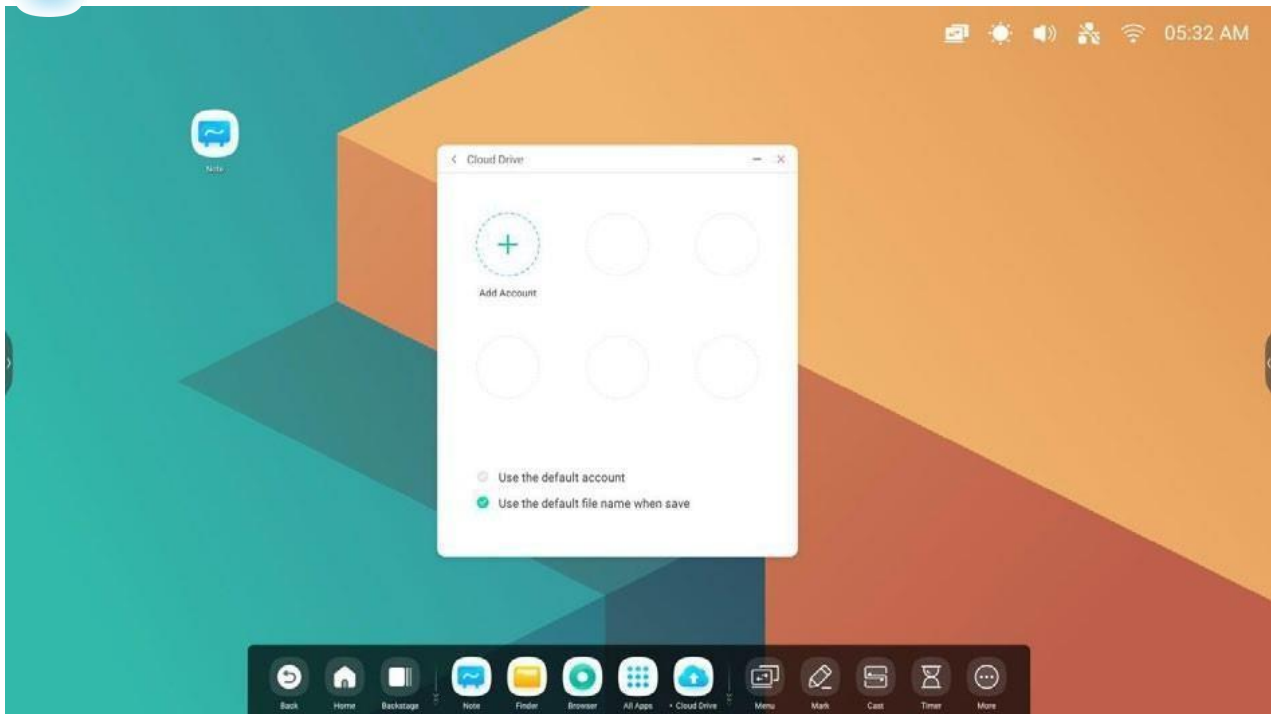 05:32 AM
Note
Cloud Drive
Add Account
Use the default account
Use the default file name when save
Back Home Backstage Note Finder Browser All Apps • Cloud Drive Menu Mark Cast Timer More